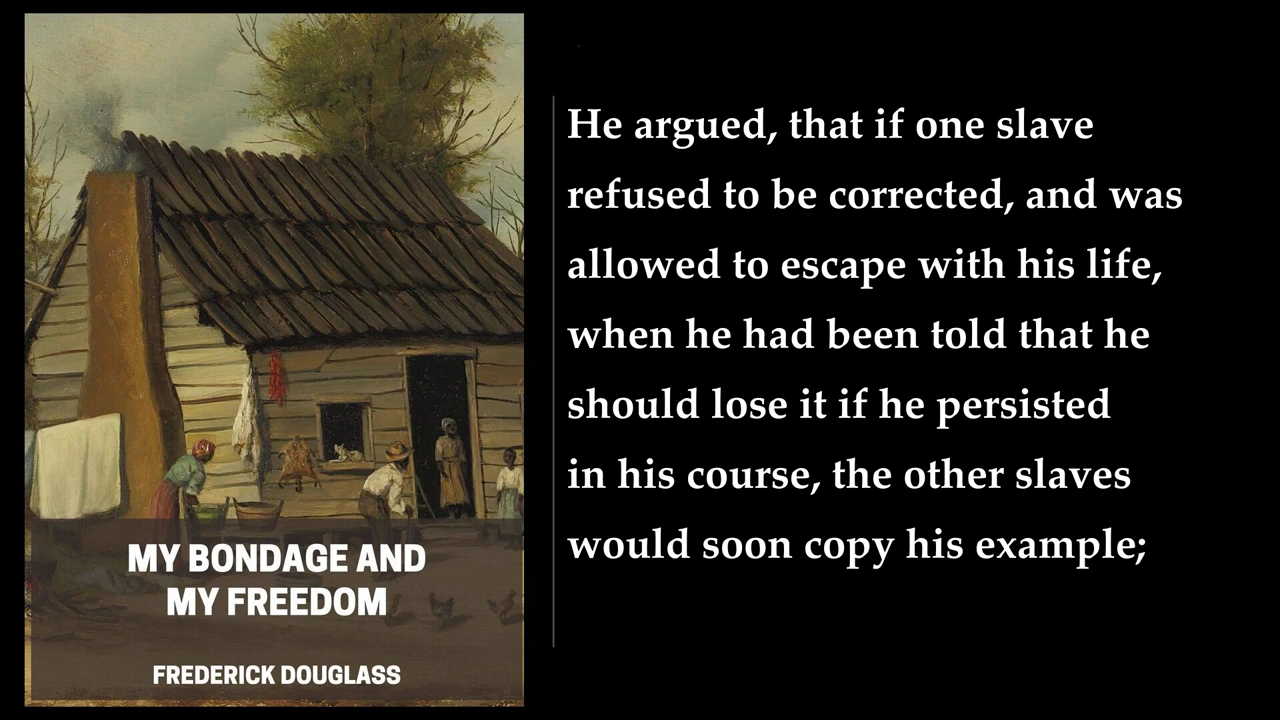 MY BONDAGE AND
MY FREEDOM
FREDERICK DOUGLASS
He argued, that if one slave
refused to be corrected, and was
allowed to escape with his life,
when he had been told that he
should lose it if he persisted
in his course, the other slaves
would soon copy his example;